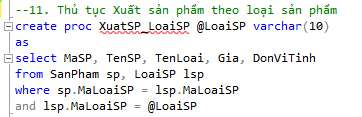 --11. Thủ tục Xuất sản phẩm theo loại sản phẩm
create proc XuatSP_LoaiSP @LoaiSP varchar(10)
as
select MaSP, TenSP, TenLoai, Gia, DonViTinh
from SanPham sp, LoaiSP lsp
where sp.MaLoaiSP = lsp.MaLoaiSP
and lsp.MaLoaiSP = @LoaiSP